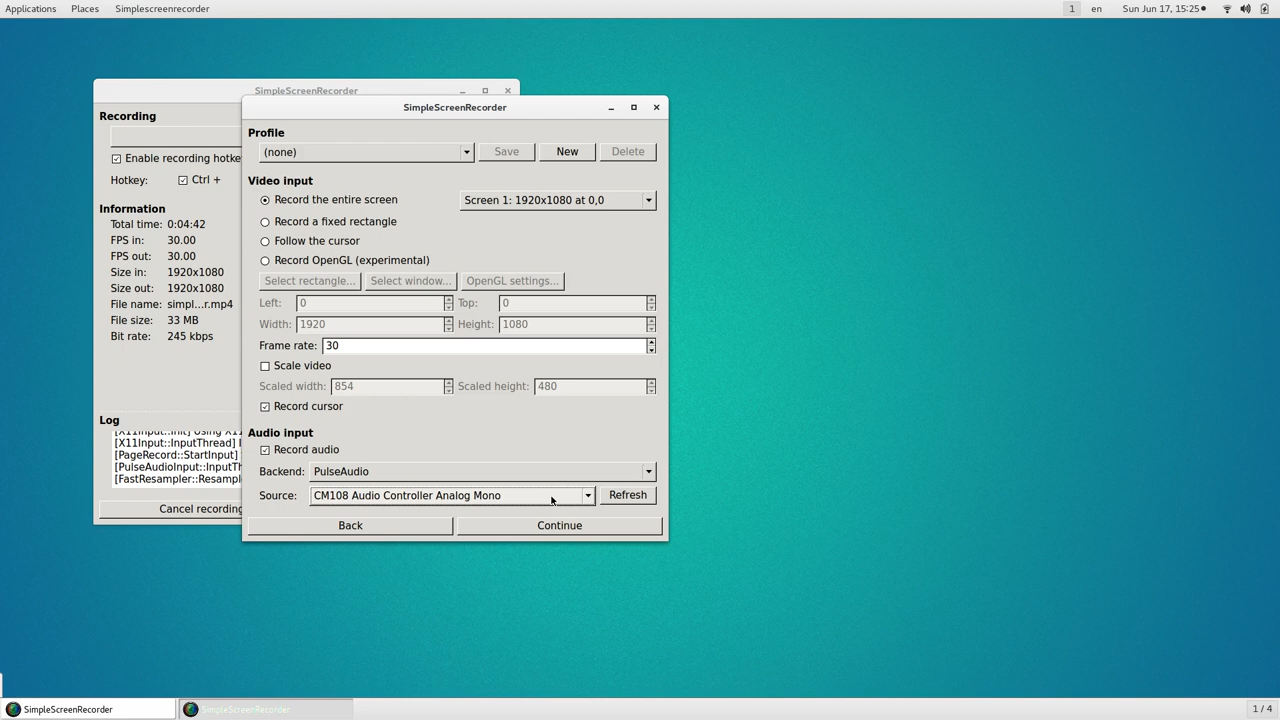 Applications Places Simplescreenrecorder 1 en Sun Jun 17, 15:25
SimpleScreenRecorder
Recording
Enable recording hotke
Hotkey: Ctrl +
Information
Total time: 0:04:42
FPS in: 30.00
FPS out: 30.00
Size in: 1920x1080
Size out: 1920x1080
File name: simpl...r.mp4
File size: 33 MB
Bit rate: 245 kbps
Log
[X11Input::Init] Using X1
[X11Input::InputThread]
[PageRecord::StartInput]
[PulseAudioInput::InputTh
[FastResampler::Resampl
Cancel recording
SimpleScreenRecorder
Profile
(none) Save New Delete
Video input
Record the entire screen Screen 1: 1920x1080 at 0,0
Record a fixed rectangle
Follow the cursor
Record OpenGL (experimental)
Select rectangle... Select window... OpenGL settings...
Left: 0 Top: 0
Width: 1920 Height: 1080
Frame rate: 30
Scale video
Scaled width: 854 Scaled height: 480
Record cursor
Audio input
Record audio
Backend: PulseAudio
Source: CM108 Audio Controller Analog Mono Refresh
Back Continue
SimpleScreenRecorder SimpleScreenRecorder 1 / 4